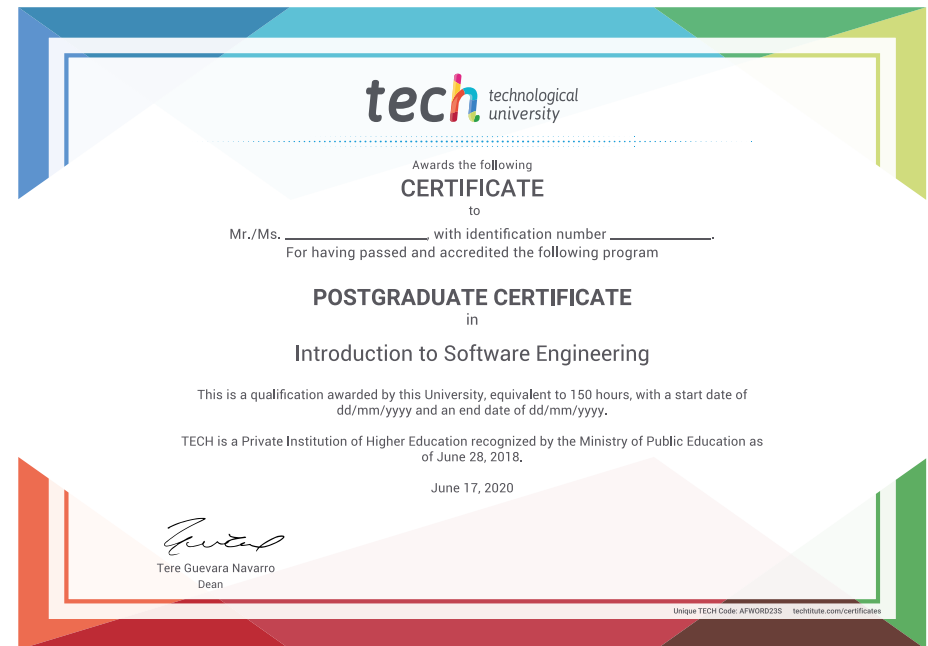 tech technological
university
Awards the following
CERTIFICATE
to
Mr./Ms. ____________________, with identification number ______________.
For having passed and accredited the following program
POSTGRADUATE CERTIFICATE
in
Introduction to Software Engineering
This is a qualification awarded by this University, equivalent to 150 hours, with a start date of
dd/mm/yyyy and an end date of dd/mm/yyyy.
TECH is a Private Institution of Higher Education recognized by the Ministry of Public Education as
of June 28, 2018.
June 17, 2020
Tere Guevara Navarro
Dean
Unique TECH Code: AFWORD23S techtitute.com/certificates